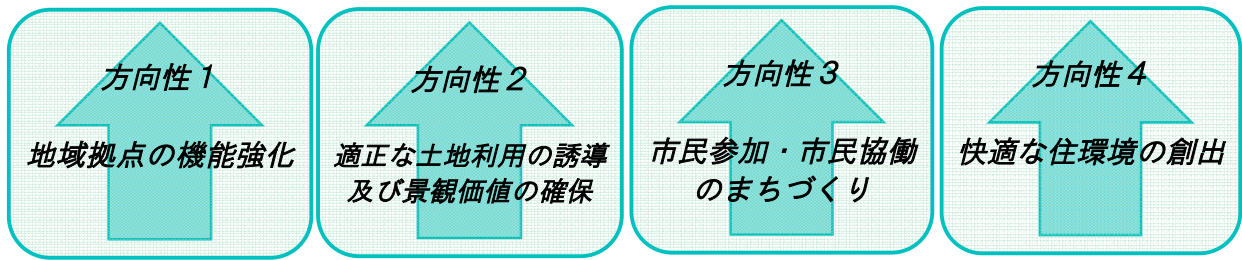 方向性1
地域拠点の機能強化
方向性2
適正な土地利用の誘導
及び景観価値の確保
方向性3
市民参加・市民協働
のまちづくり
方向性4
快適な住環境の創出